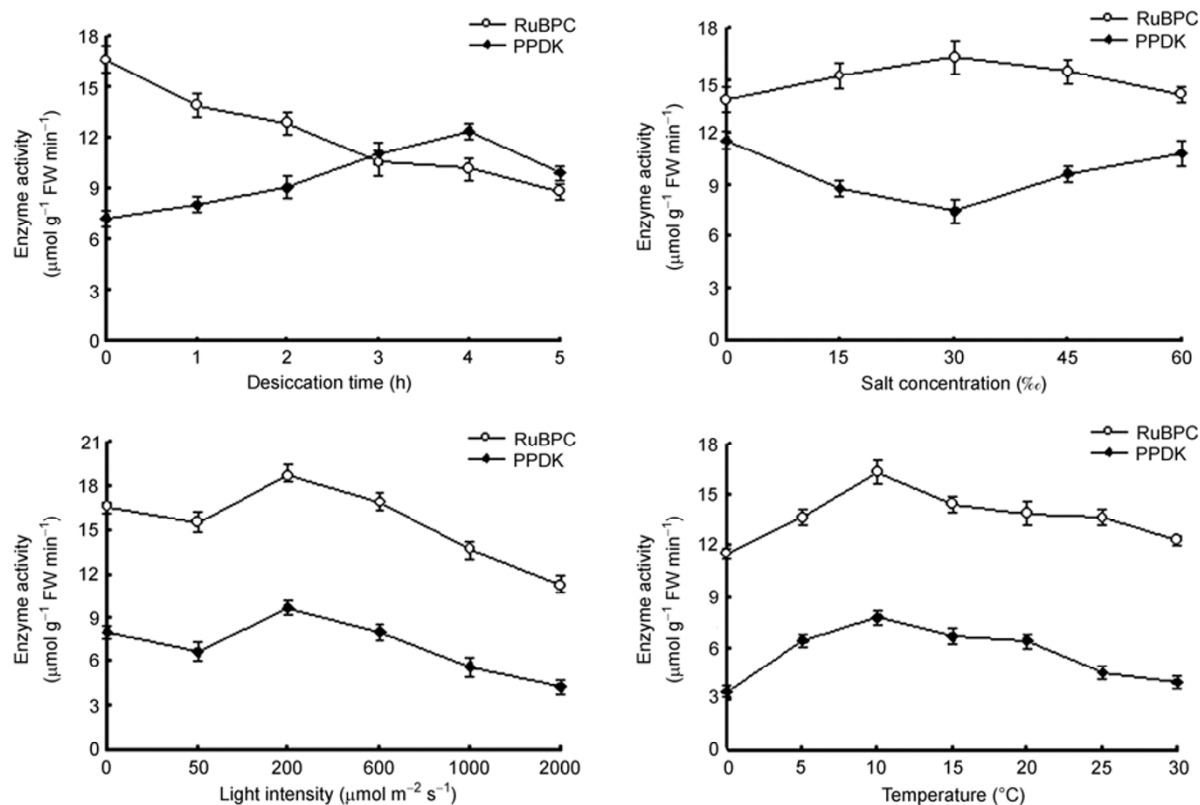 RuBPC
PPDK
18
15
12
9
6
3
0
Enzyme activity
(μmol g⁻¹ FW min⁻¹)
0 1 2 3 4 5
Desiccation time (h)
RuBPC
PPDK
18
15
12
9
6
3
0
Enzyme activity
(μmol g⁻¹ FW min⁻¹)
0 15 30 45 60
Salt concentration (‰)
RuBPC
PPDK
21
18
15
12
9
6
3
0
Enzyme activity
(μmol g⁻¹ FW min⁻¹)
0 50 200 600 1000 2000
Light intensity (μmol m⁻² s⁻¹)
RuBPC
PPDK
18
15
12
9
6
3
0
Enzyme activity
(μmol g⁻¹ FW min⁻¹)
0 5 10 15 20 25 30
Temperature (°C)